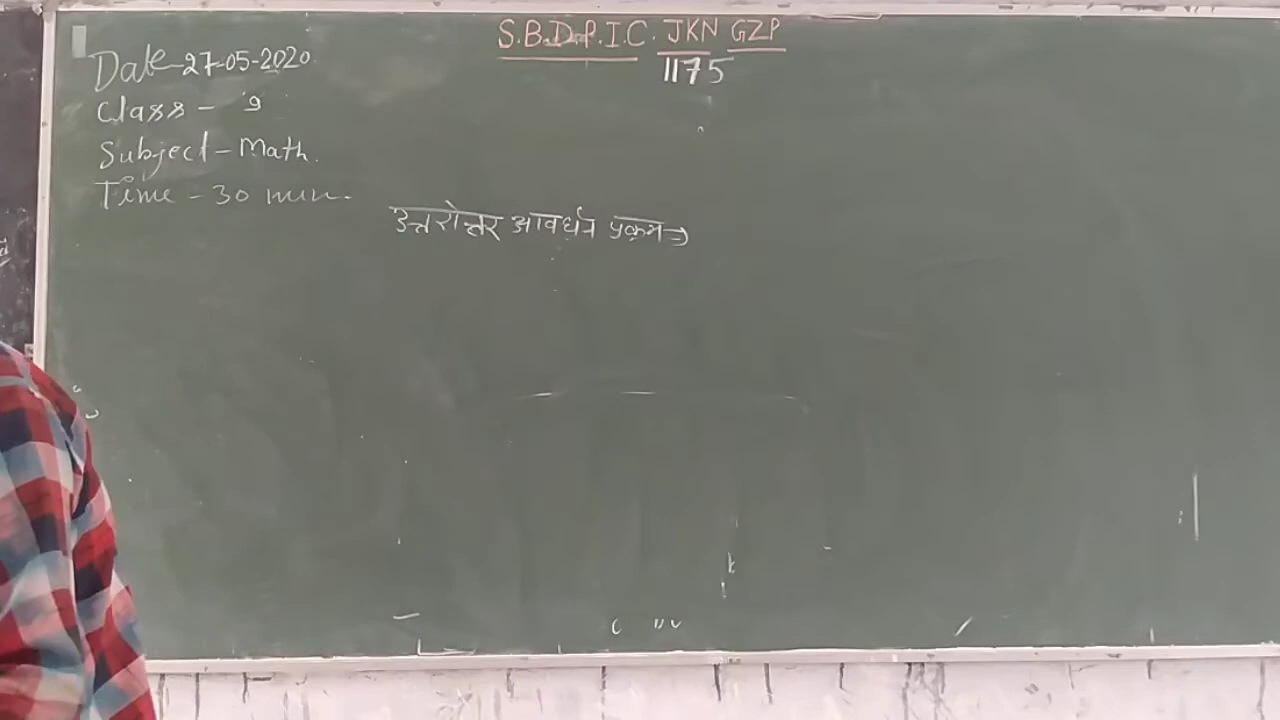 S.B.D.P.I.C. JKN GZP
1175
Date-27-05-2020
Class - 9
Subject - Math.
Time - 30 min.
उत्तरोत्तर आवर्धन प्रक्रम⇒